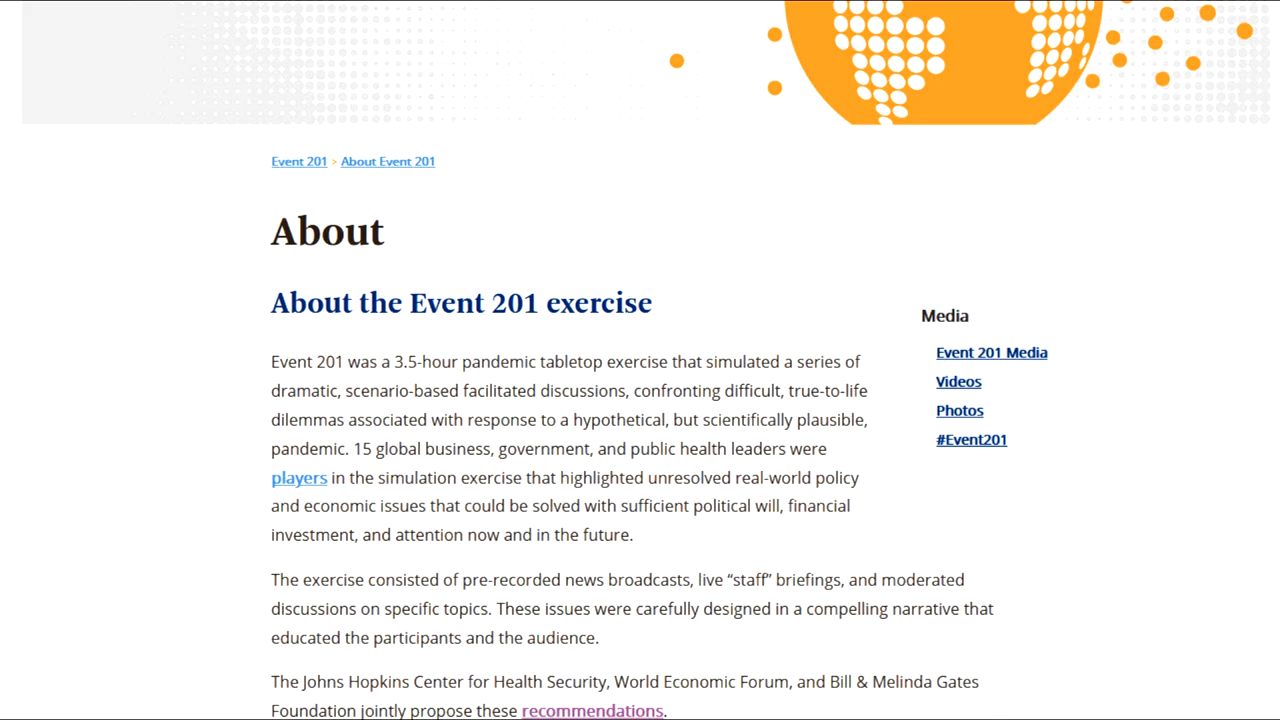 Event 201 > About Event 201
About
About the Event 201 exercise
Event 201 was a 3.5-hour pandemic tabletop exercise that simulated a series of
dramatic, scenario-based facilitated discussions, confronting difficult, true-to-life
dilemmas associated with response to a hypothetical, but scientifically plausible,
pandemic. 15 global business, government, and public health leaders were
players in the simulation exercise that highlighted unresolved real-world policy
and economic issues that could be solved with sufficient political will, financial
investment, and attention now and in the future.
The exercise consisted of pre-recorded news broadcasts, live “staff” briefings, and moderated
discussions on specific topics. These issues were carefully designed in a compelling narrative that
educated the participants and the audience.
The Johns Hopkins Center for Health Security, World Economic Forum, and Bill & Melinda Gates
Foundation jointly propose these recommendations.
Media
Event 201 Media
Videos
Photos
#Event201